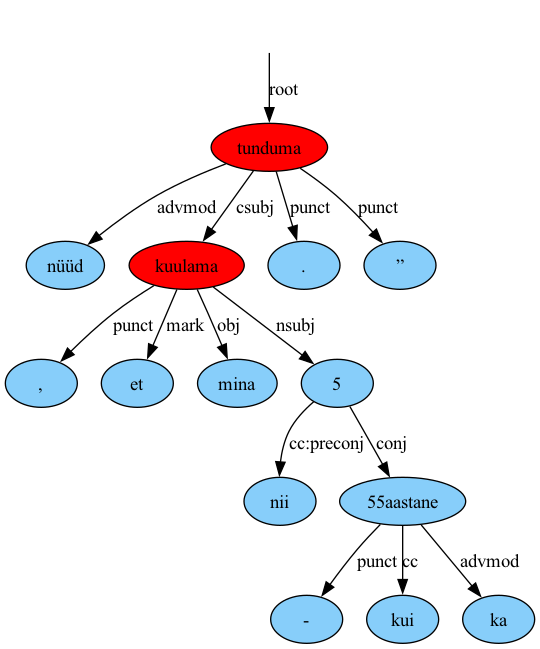 root
tunduma
advmod csubj punct punct
nüüd kuulama . ”
punct mark obj nsubj
, et mina 5
cc:preconj conj
nii 55aastane
punct cc advmod
- kui ka